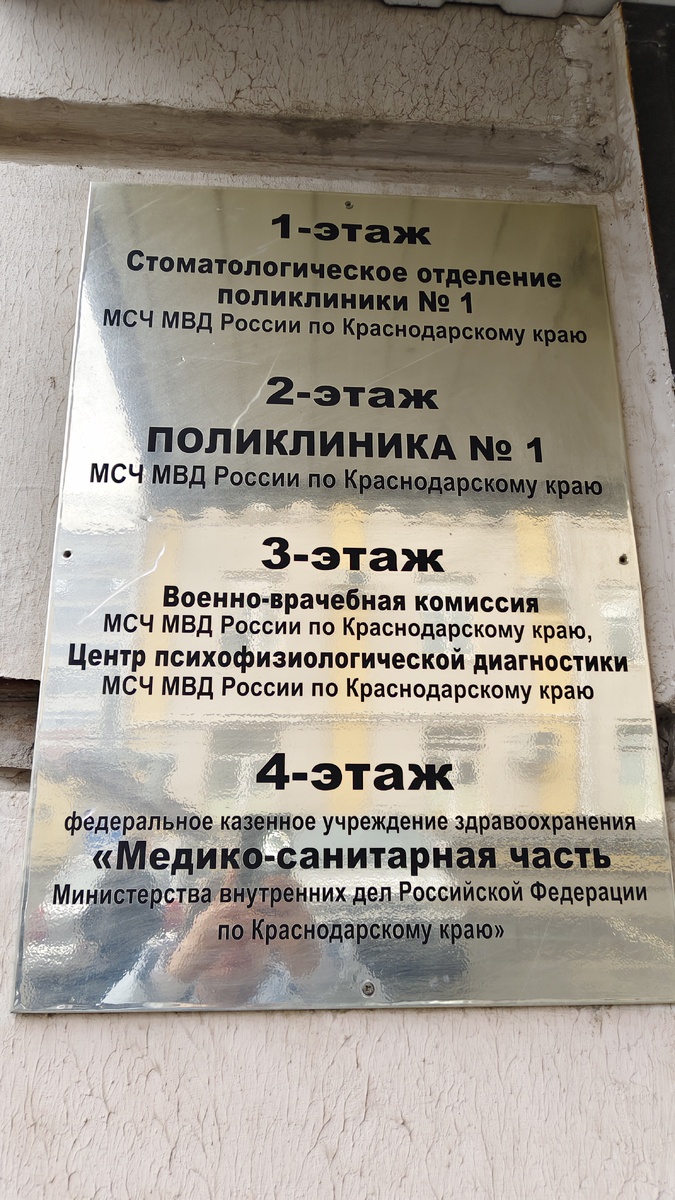 1-этаж
Стоматологическое отделение
поликлиники № 1
МСЧ МВД России по Краснодарскому краю
2-этаж
ПОЛИКЛИНИКА № 1
МСЧ МВД России по Краснодарскому краю
3-этаж
Военно-врачебная комиссия
МСЧ МВД России по Краснодарскому краю,
Центр психофизиологической диагностики
МСЧ МВД России по Краснодарскому краю
4-этаж
федеральное казенное учреждение здравоохранения
«Медико-санитарная часть
Министерства внутренних дел Российской Федерации
по Краснодарскому краю»